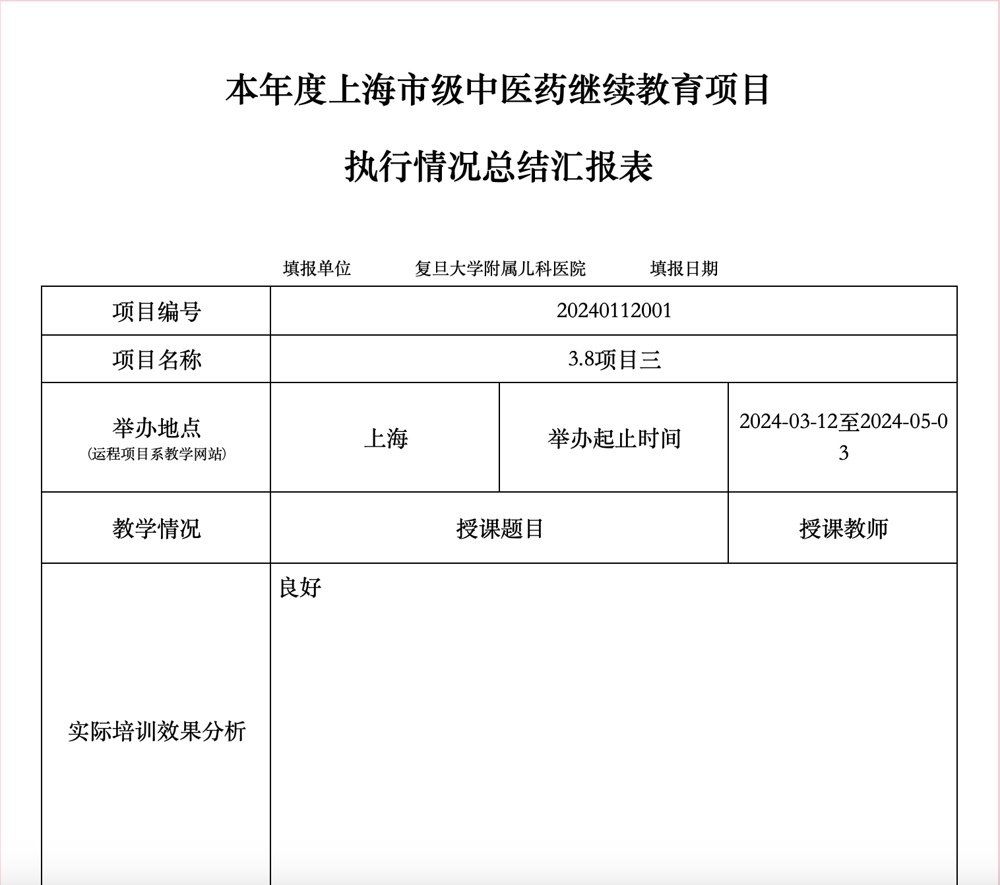 本年度上海市级中医药继续教育项目
执行情况总结汇报表
填报单位 复旦大学附属儿科医院 填报日期
项目编号 20240112001
项目名称 3.8项目三
举办地点
(运程项目系教学网站)
上海
举办起止时间
2024-03-12至2024-05-0
3
教学情况 授课题目 授课教师
实际培训效果分析
良好